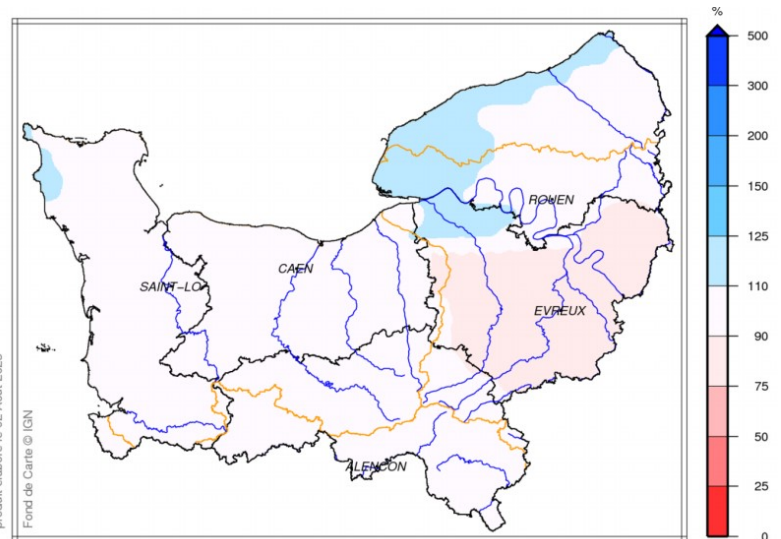 %
500
300
200
150
125
110
90
75
50
25
0
ROUEN
CAEN
SAINT-LO
EVREUX
ALENCON
Fond de Carte © IGN